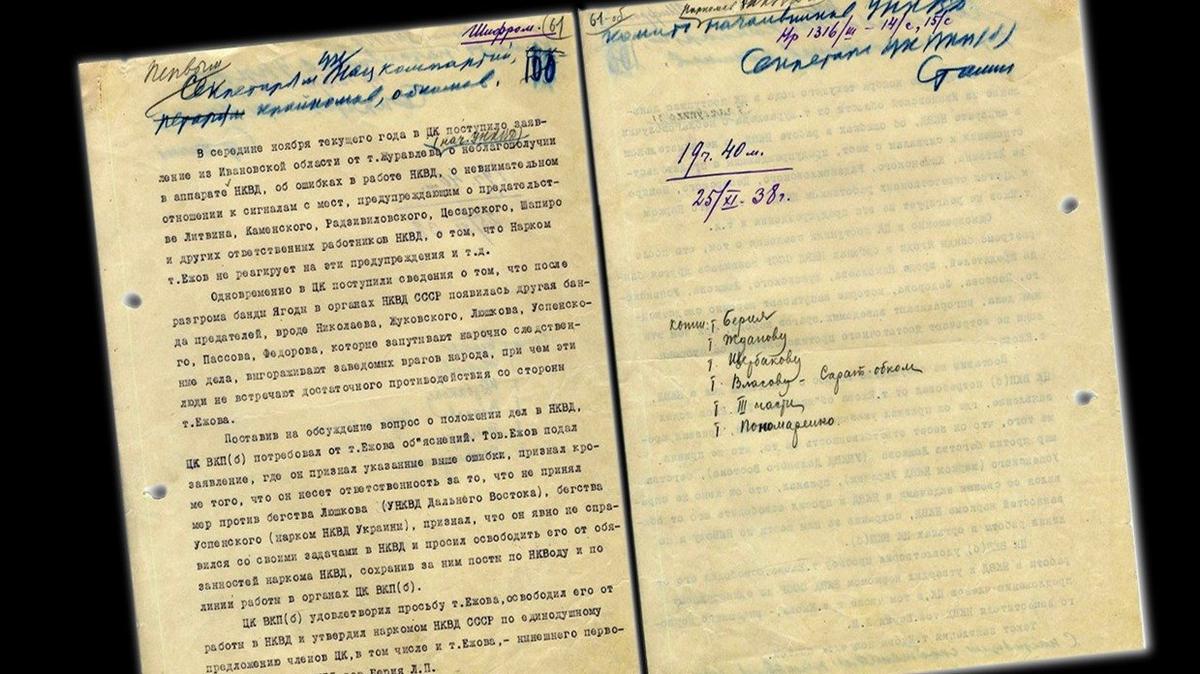 Шифром. (61
Первым
Секретарям ЦК Нацкомпартий,
крайкомов, обкомов.
В середине ноября текущего года в ЦК поступило заяв-
(нач. УНКВД)
ление из Ивановской области от т.Журавлева о неблагополучии
в аппарате НКВД, об ошибках в работе НКВД, о невнимательном
отношении к сигналам с мест, предупреждающим о предательст-
ве Литвина, Каменского, Радзивиловского, Цесарского, Шапиро
и других ответственных работников НКВД, о том, что Нарком
т.Ежов не реагирует на эти предупреждения и т.д.
Одновременно в ЦК поступили сведения о том, что после
разгрома банды Ягоды в органах НКВД СССР появилась другая бан-
да предателей, вроде Николаева, Жуковского, Люшкова, Успенско-
го, Пассова, Федорова, которые запутывают нарочно следствен-
ные дела, выгораживают заведомых врагов народа, при чем эти
люди не встречают достаточного противодействия со стороны
т.Ежова.
Поставив на обсуждение вопрос о положении дел в НКВД,
ЦК ВКП(б) потребовал от т.Ежова об"яснений. Тов.Ежов подал
заявление, где он признал указанные выше ошибки, признал кро-
ме того, что он несет ответственность за то, что не принял
мер против бегства Люшкова (УНКВД Дальнего Востока), бегства
Успенского (нарком НКВД Украины), признал, что он явно не спра-
вился со своими задачами в НКВД и просил освободить его от обя-
занностей наркома НКВД, сохранив за ним посты по НКВоду и по
линии работы в органах ЦК ВКП(б).
ЦК ВКП(б) удовлетворил просьбу т.Ежова, освободил его от
работы в НКВД и утвердил наркомом НКВД СССР по единодушному
предложению членов ЦК, в том числе и т.Ежова,- нынешнего перво-
Берия Л.П.
61-об
начальников УНКВД
Нр 1316/ш - 14/с, 15/с
Секретарь ЦК ВКП(б)
Сталин
19ч. 40м.
25/XI-38г.
Копии: т. Берия
т. Жданову
т. Щербакову
т. Власову - Сарат. обком
т. III части
т. Пономаренко.